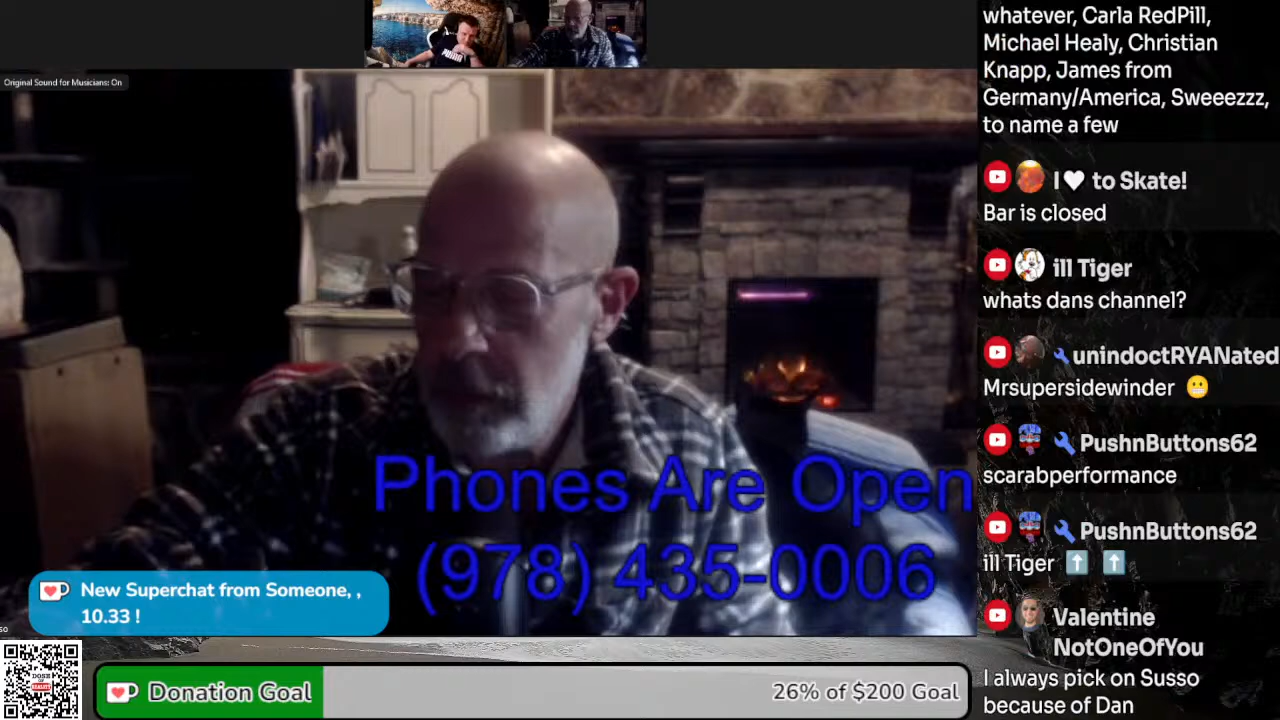 Original Sound for Musicians: On
Phones Are Open
(978) 435-0006
New Superchat from Someone, ,
10.33 !
so
Donation Goal
26% of $200 Goal
whatever, Carla RedPill,
Michael Healy, Christian
Knapp, James from
Germany/America, Sweeezzz,
to name a few
I ♥ to Skate!
Bar is closed
ill Tiger
whats dans channel?
unindoctRYANated
Mrsupersidewinder 😬
PushnButtons62
scarabperformance
PushnButtons62
ill Tiger ⬆️ ⬆️
Valentine
NotOneOfYou
I always pick on Susso
because of Dan